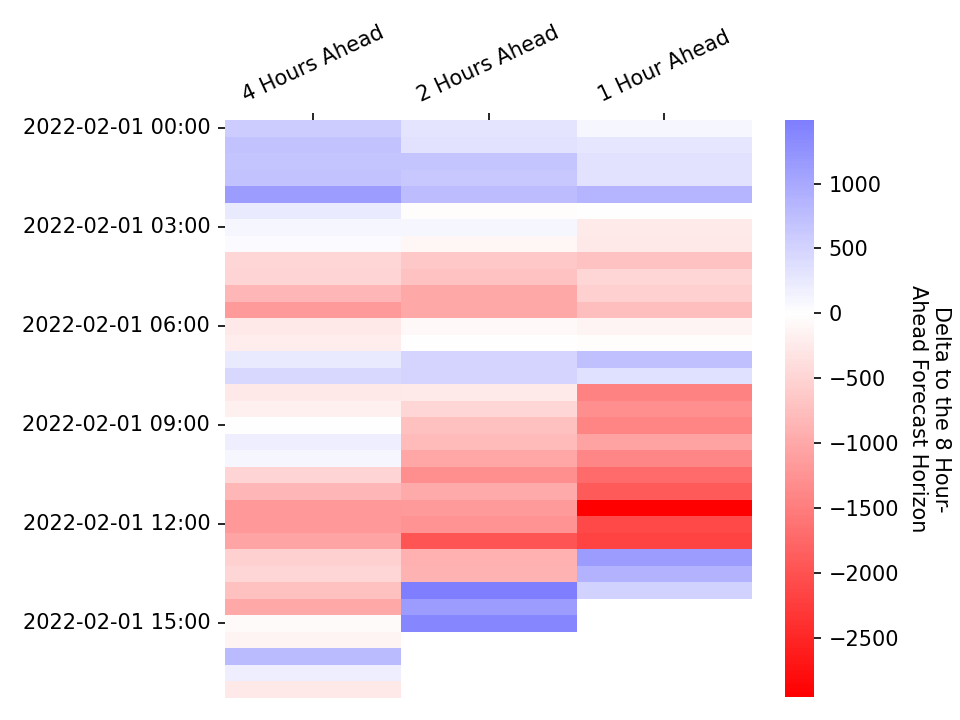 4 Hours Ahead
2 Hours Ahead
1 Hour Ahead
2022-02-01 00:00
2022-02-01 03:00
2022-02-01 06:00
2022-02-01 09:00
2022-02-01 12:00
2022-02-01 15:00
1000
500
0
−500
−1000
−1500
−2000
−2500
Delta to the 8 Hour-
Ahead Forecast Horizon